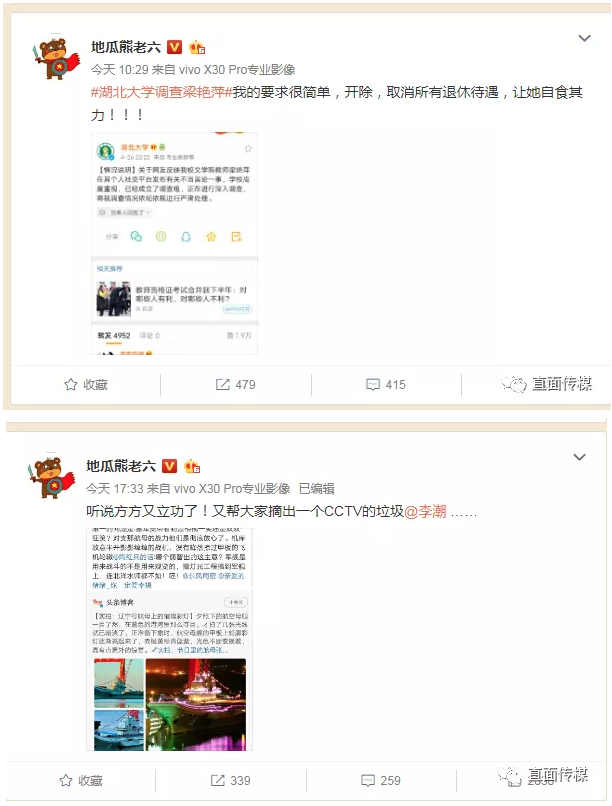 地瓜熊老六
今天 10:29 来自 vivo X30 Pro专业影像
#湖北大学调查梁艳萍#我的要求很简单，开除，取消所有退休待遇，让她自食其
力！！！
湖北大学
4-26 22:22 来自 专业版微博
【情况说明】关于网友反映我校文学院教师梁艳萍
在其个人社交平台发布有关不当言论一事，学校高
度重视，已经成立了调查组，正在进行深入调查，
将视调查情况依纪依规进行严肃处理。
分享
相关推荐
教师资格证考试合并到下半年：对
哪些人有利，对哪些人不利？
转发 4952 评论 0 赞 1.9万
收藏 479 415
直面传媒
地瓜熊老六
今天 17:33 来自 vivo X30 Pro专业影像 已编辑
听说方方又立功了！又帮大家摘出一个CCTV的垃圾@李潮 ……
头条博客
收藏 339 259
直面传媒